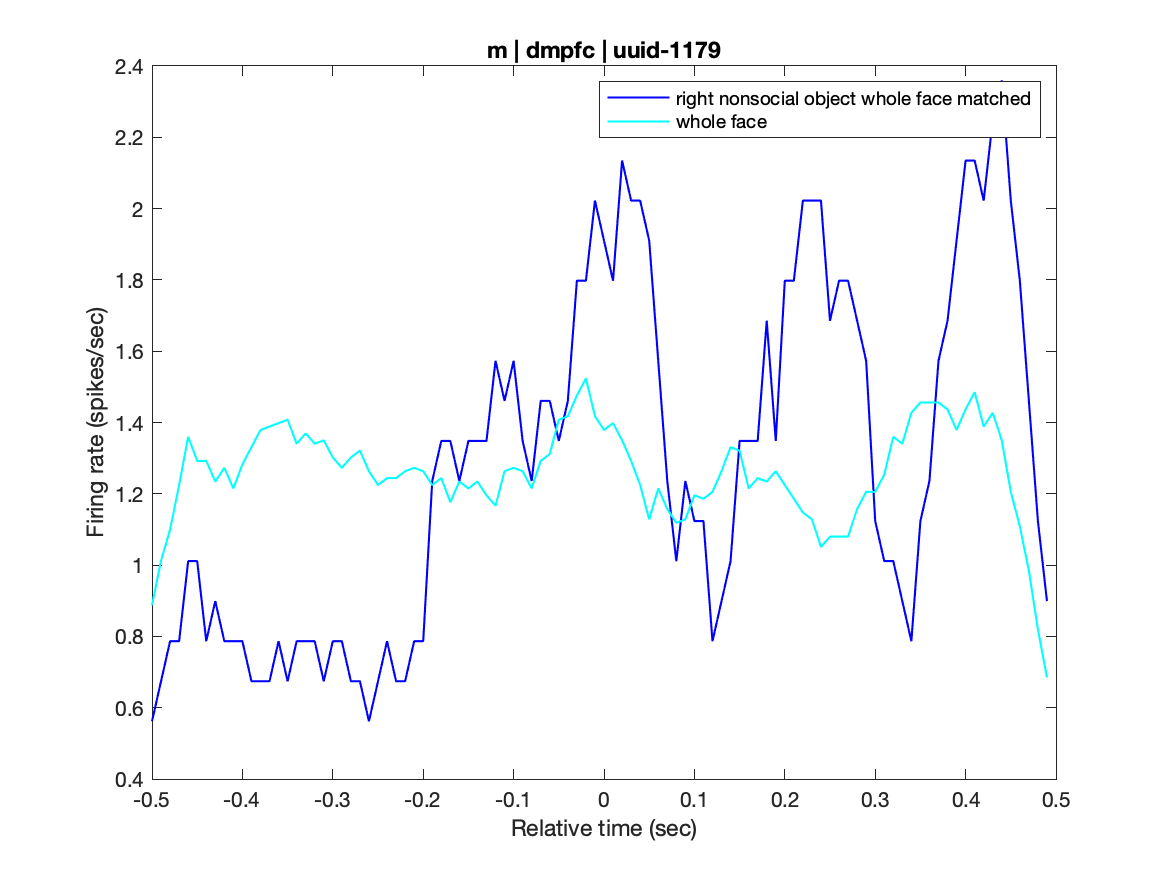 m | dmpfc | uuid-1179
right nonsocial object whole face matched
whole face
Firing rate (spikes/sec)
2.4
2.2
2
1.8
1.6
1.4
1.2
1
0.8
0.6
0.4
-0.5 -0.4 -0.3 -0.2 -0.1 0 0.1 0.2 0.3 0.4 0.5
Relative time (sec)